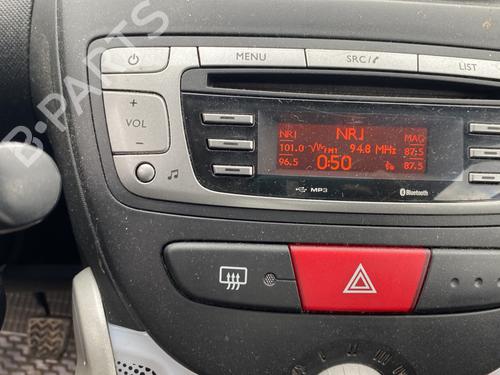 MENU
SRC/
LIST
+
VOL
−
NRJ NRJ MAG
101.0 FM1 94.8 MHz 87.5
96.5 0:50 87.5
MP3
Bluetooth
B-PARTS